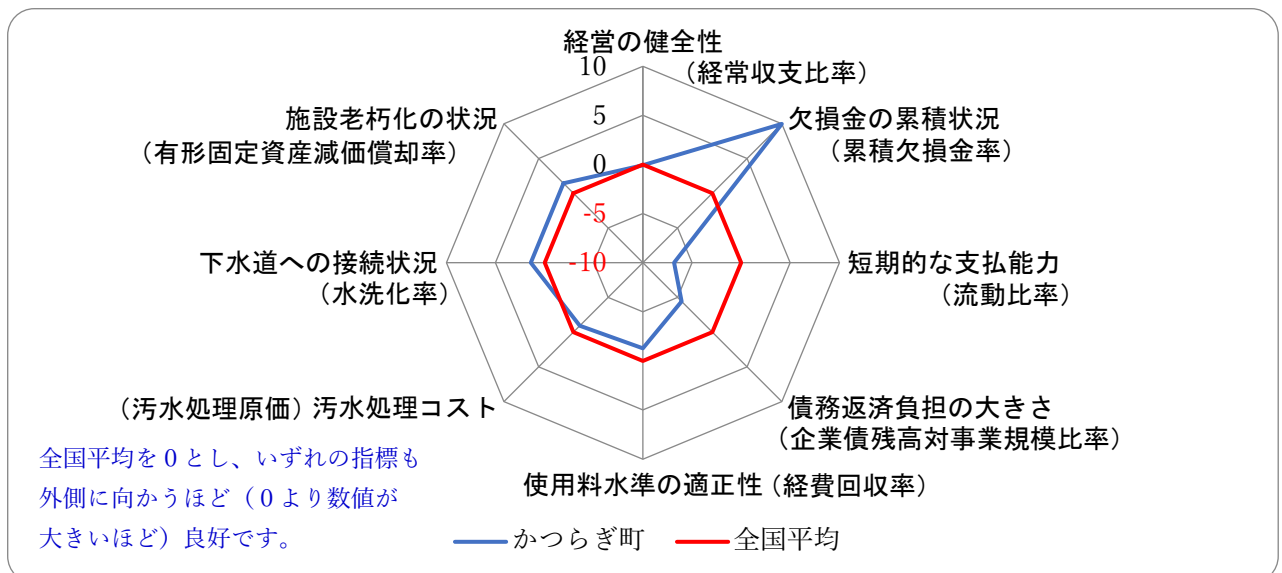 経営の健全性
（経常収支比率）
10
5
0
-5
-10
欠損金の累積状況
（累積欠損金率）
短期的な支払能力
（流動比率）
債務返済負担の大きさ
（企業債残高対事業規模比率）
使用料水準の適正性（経費回収率）
（汚水処理原価）汚水処理コスト
下水道への接続状況
（水洗化率）
施設老朽化の状況
（有形固定資産減価償却率）
全国平均を0とし、いずれの指標も
外側に向かうほど（0より数値が
大きいほど）良好です。
かつらぎ町
全国平均